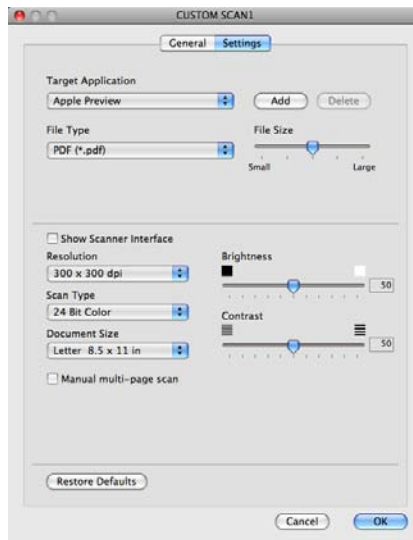 CUSTOM SCAN1
General Settings
Target Application
Apple Preview Add Delete
File Type File Size
PDF (*.pdf)
Small Large
Show Scanner Interface
Resolution Brightness
300 x 300 dpi
50
Scan Type
24 Bit Color Contrast
Document Size
Letter 8.5 x 11 in 50
Manual multi-page scan
Restore Defaults
Cancel OK